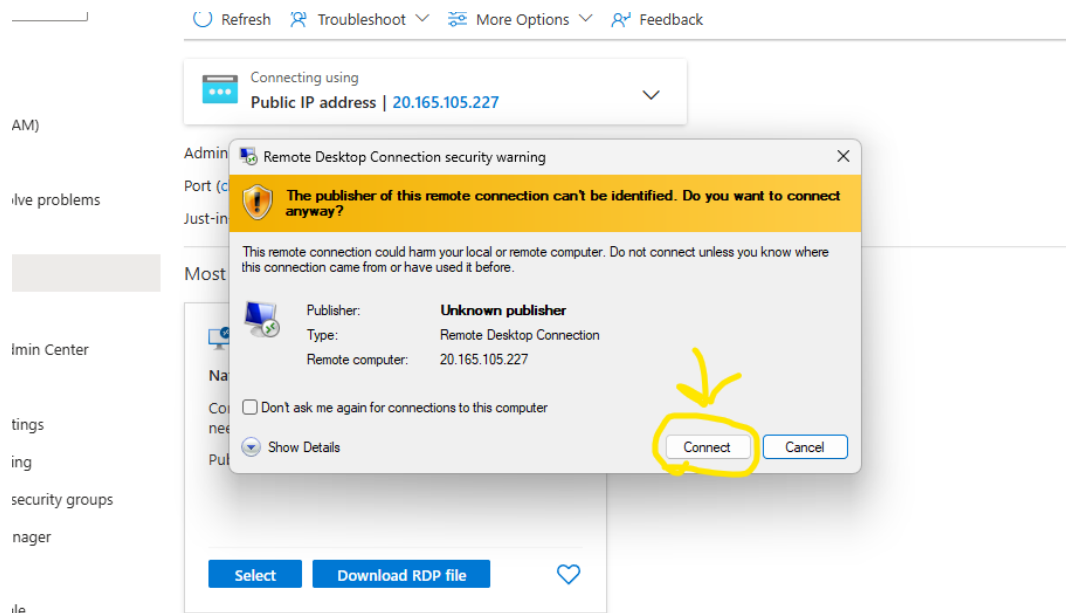 Refresh Troubleshoot More Options Feedback
Connecting using
Public IP address | 20.165.105.227
AM)
Admin
Remote Desktop Connection security warning
Port (c
The publisher of this remote connection can't be identified. Do you want to connect
anyway?
olve problems
Just-in
This remote connection could harm your local or remote computer. Do not connect unless you know where
this connection came from or have used it before.
Most
Publisher: Unknown publisher
Type: Remote Desktop Connection
Remote computer: 20.165.105.227
dmin Center
Na
Co
Don't ask me again for connections to this computer
nee
tings
Show Details
Connect Cancel
ing
Pul
security groups
nager
Select Download RDP file
le